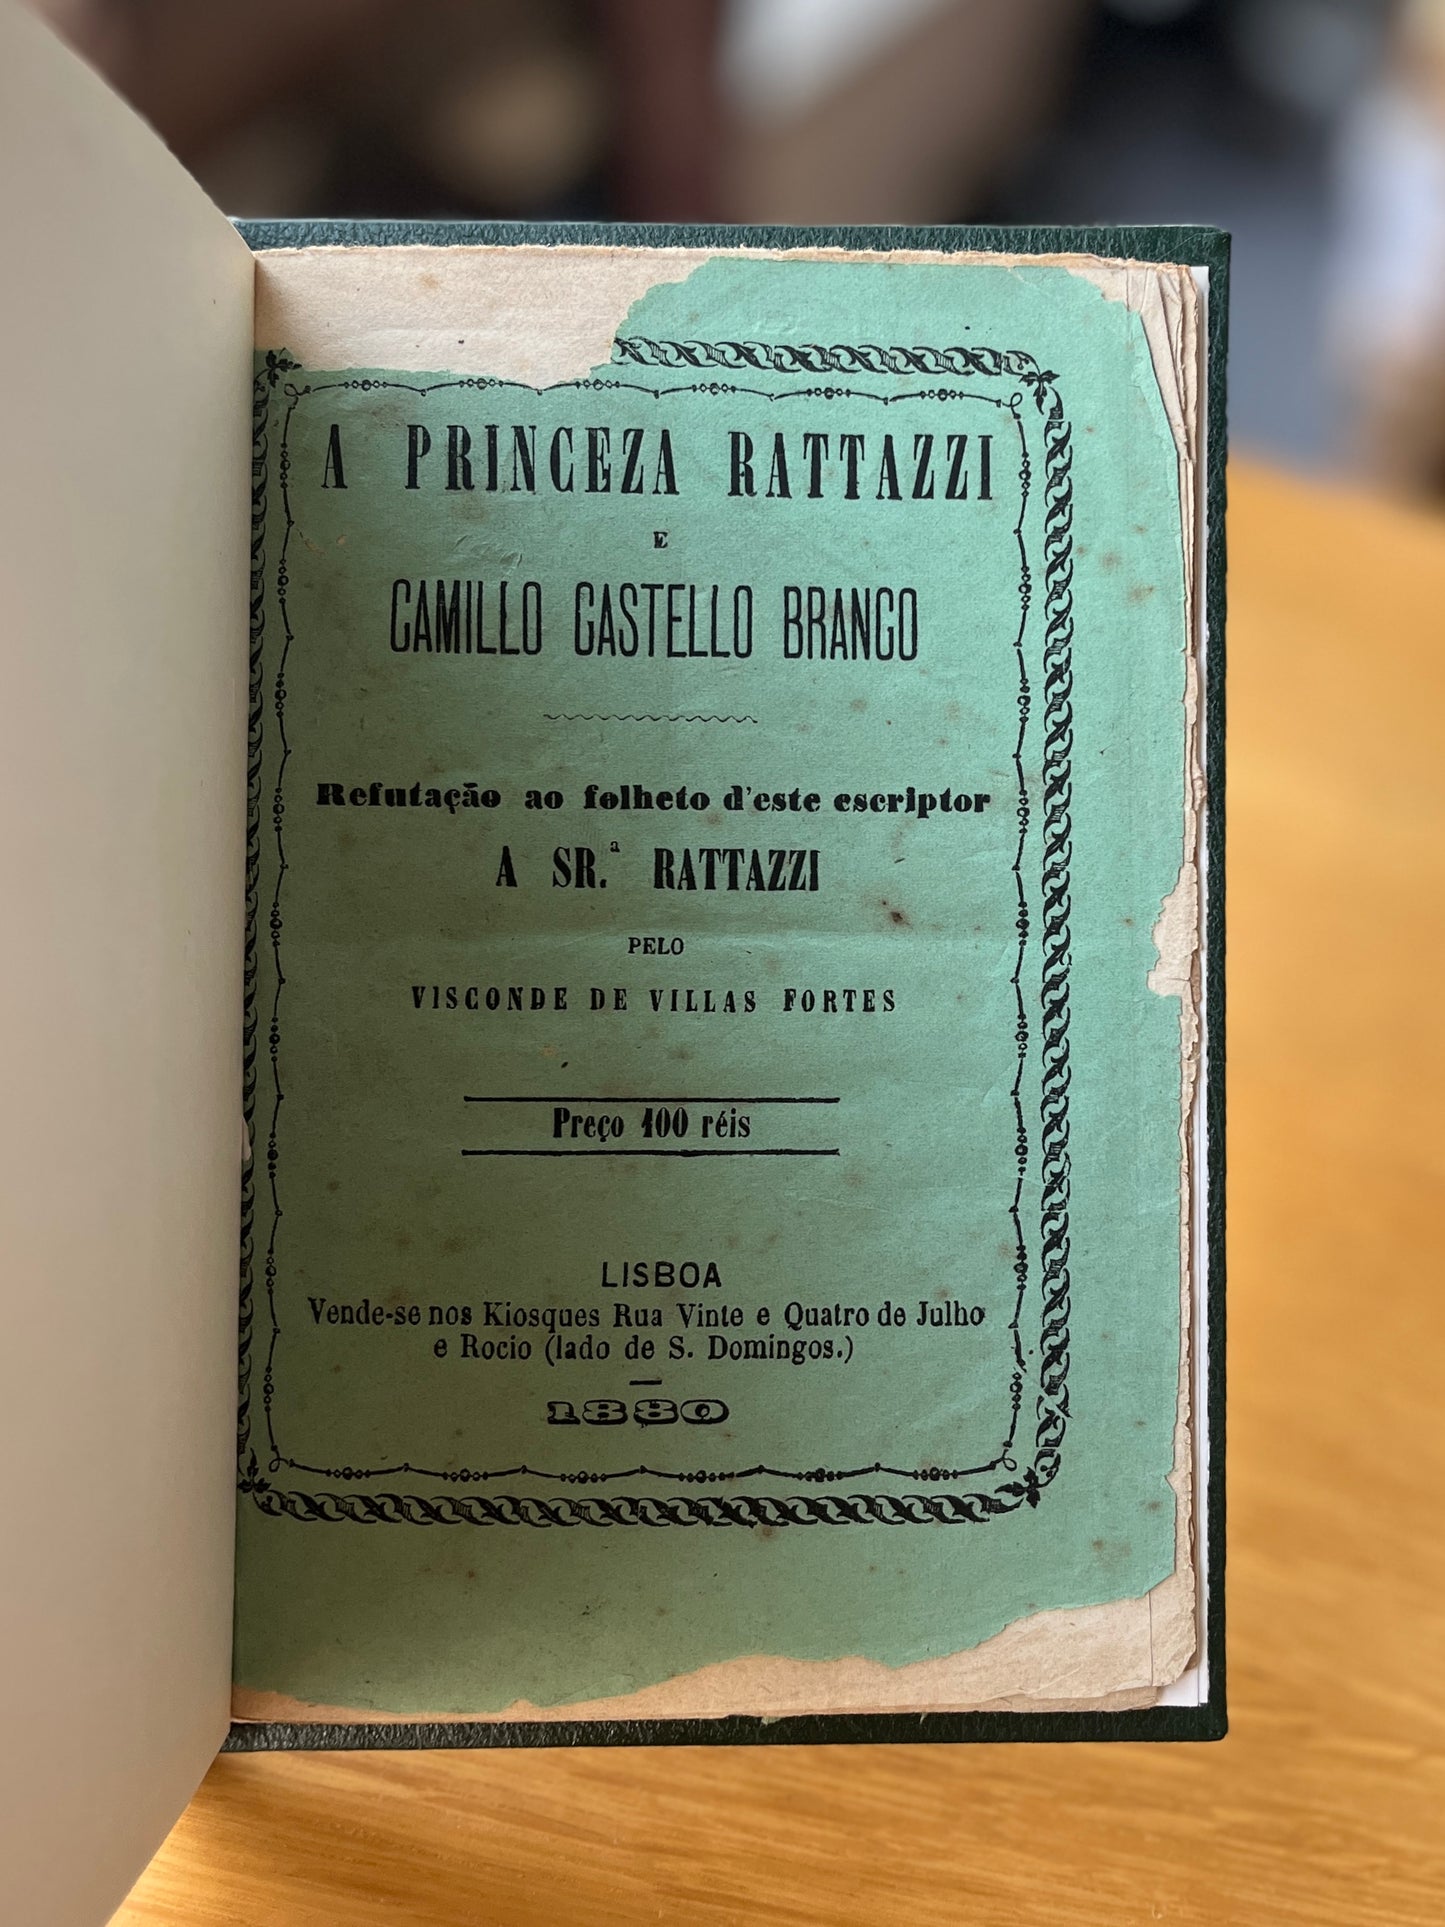 A PRINCEZA RATTAZZI
E
CAMILLO CASTELLO BRANCO
Refutação ao folheto d'este escriptor
A SR.ª RATTAZZI
PELO
VISCONDE DE VILLAS FORTES
Preço 100 réis
LISBOA
Vende-se nos Kiosques Rua Vinte e Quatro de Julho
e Rocio (lado de S. Domingos.)
1880